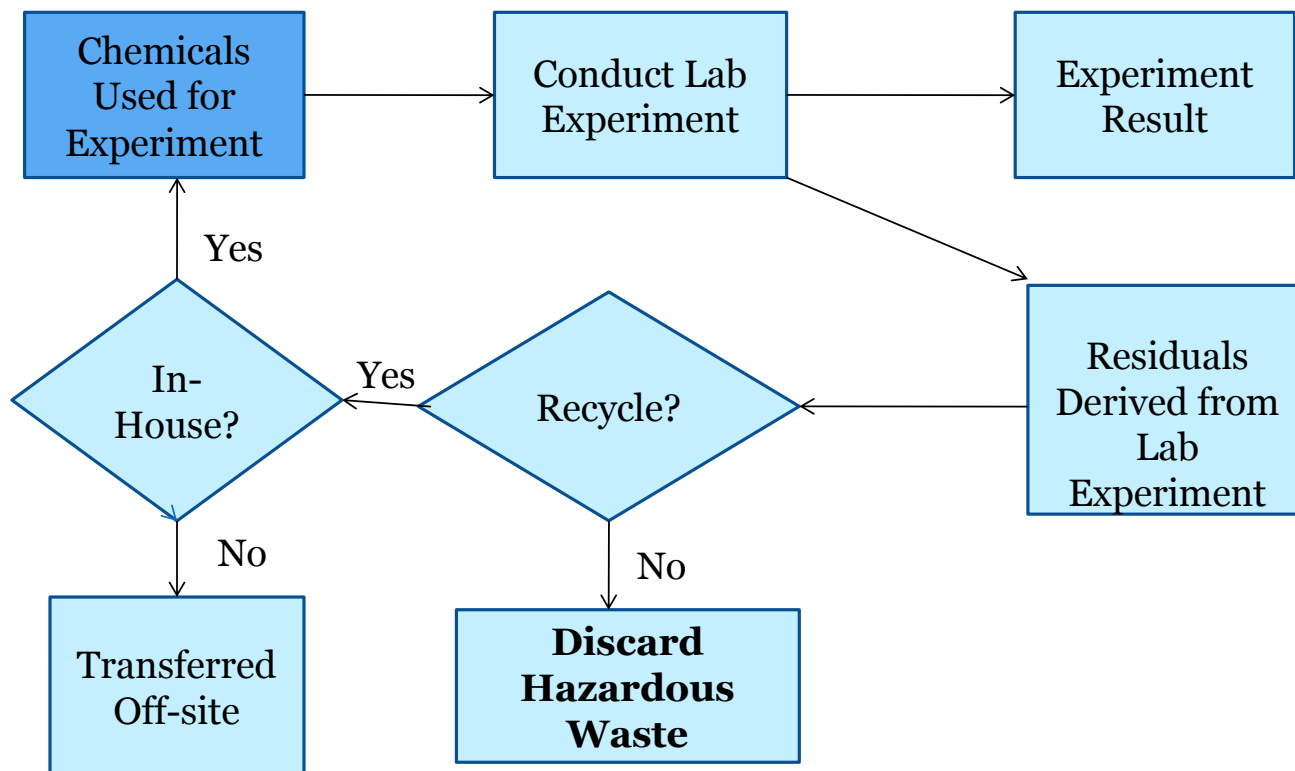 Chemicals
Used for
Experiment
Conduct Lab
Experiment
Experiment
Result
Yes
In-
House?
Yes
Recycle?
Residuals
Derived from
Lab
Experiment
No
No
Transferred
Off-site
Discard
Hazardous
Waste